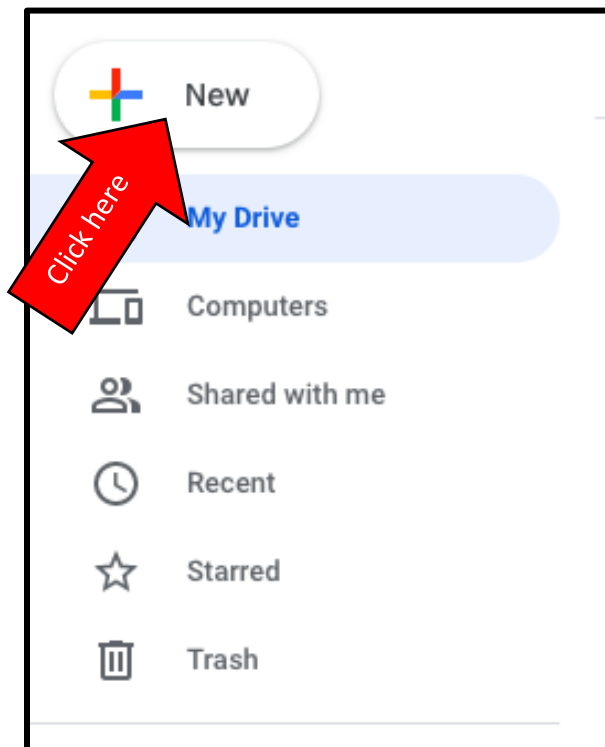 New
Click here
My Drive
Computers
Shared with me
Recent
Starred
Trash